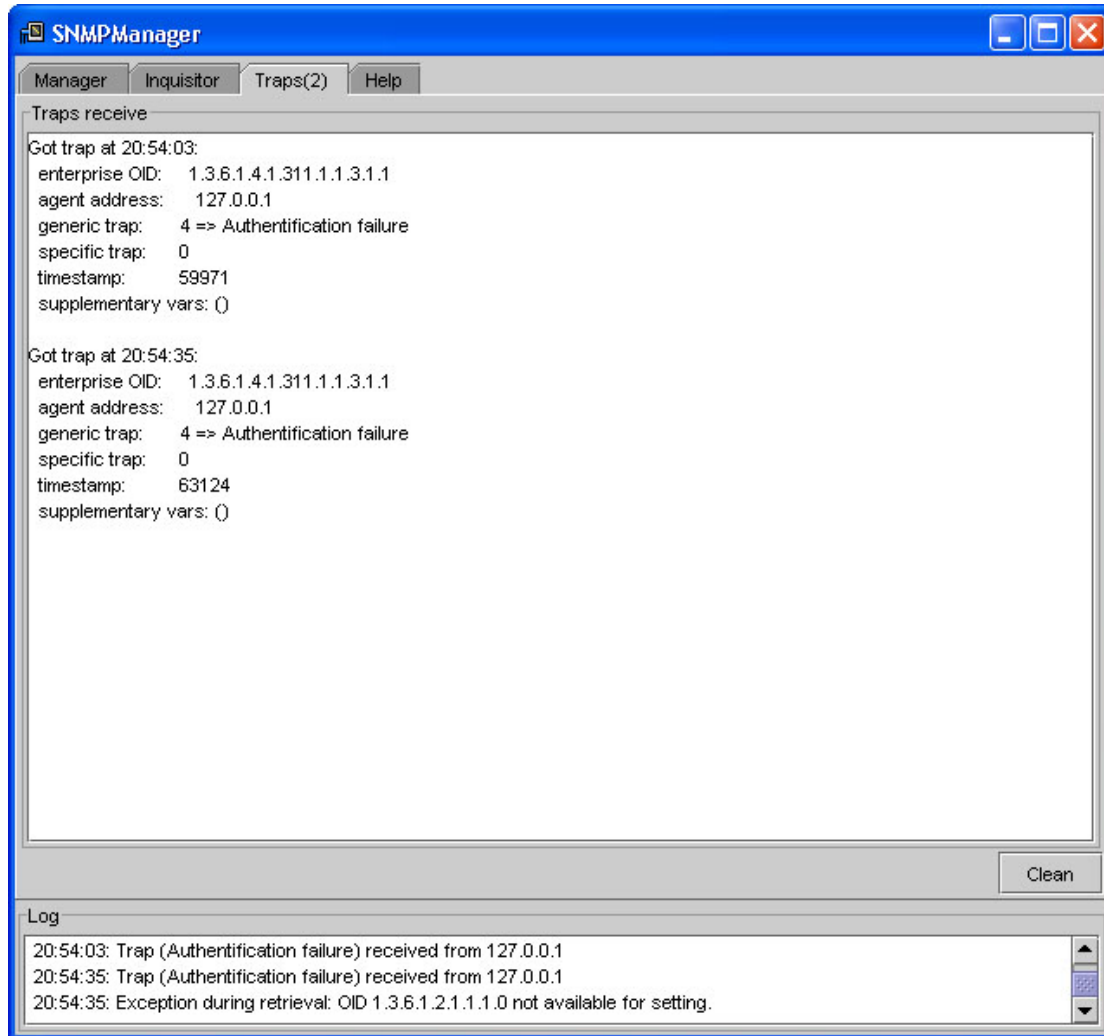 SNMPManager
Manager Inquisitor Traps(2) Help
Traps receive
Got trap at 20:54:03:
enterprise OID: 1.3.6.1.4.1.311.1.1.3.1.1
agent address: 127.0.0.1
generic trap: 4 => Authentification failure
specific trap: 0
timestamp: 59971
supplementary vars: ()
Got trap at 20:54:35:
enterprise OID: 1.3.6.1.4.1.311.1.1.3.1.1
agent address: 127.0.0.1
generic trap: 4 => Authentification failure
specific trap: 0
timestamp: 63124
supplementary vars: ()
Clean
Log
20:54:03: Trap (Authentification failure) received from 127.0.0.1
20:54:35: Trap (Authentification failure) received from 127.0.0.1
20:54:35: Exception during retrieval: OID 1.3.6.1.2.1.1.1.0 not available for setting.